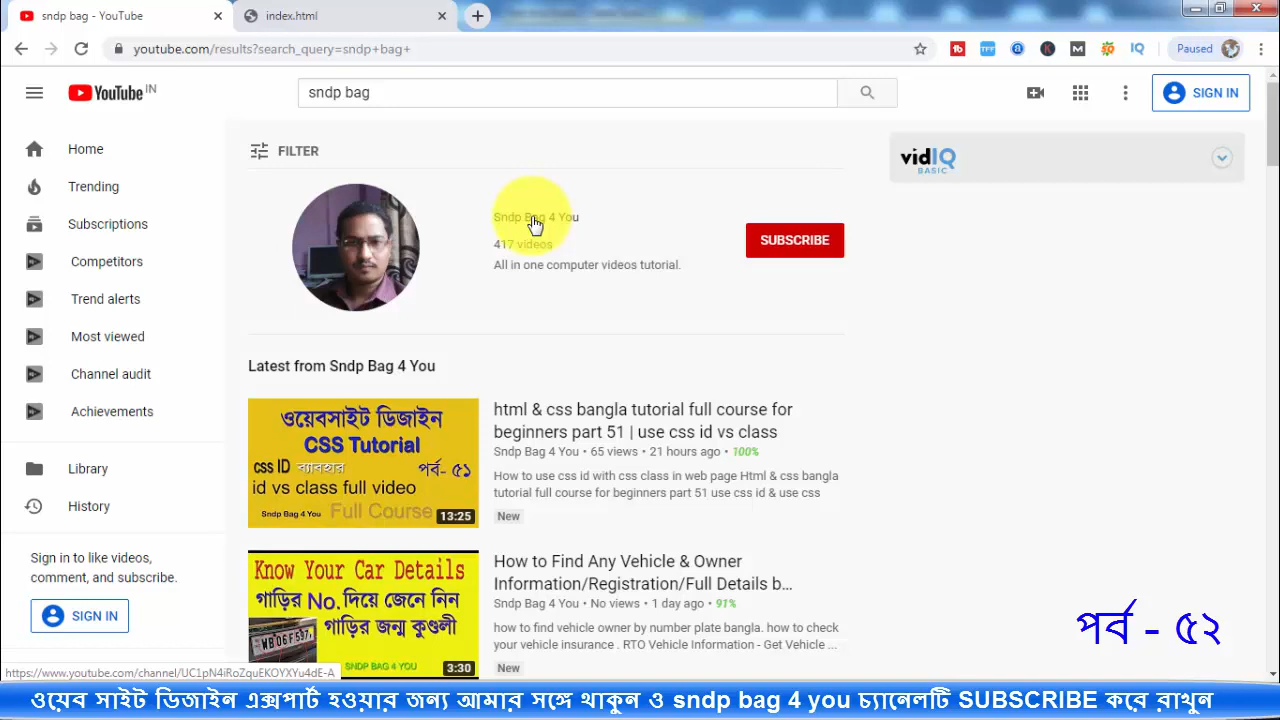 sndp bag - YouTube
index.html
youtube.com/results?search_query=sndp+bag+
Paused
YouTube IN
sndp bag
SIGN IN
Home
Trending
Subscriptions
Competitors
Trend alerts
Most viewed
Channel audit
Achievements
Library
History
Sign in to like videos,
comment, and subscribe.
SIGN IN
FILTER
vidIQ
BASIC
Sndp Bag 4 You
417 videos
All in one computer videos tutorial.
SUBSCRIBE
Latest from Sndp Bag 4 You
ওয়েবসাইট ডিজাইন
CSS Tutorial
css ID ব্যবহার পর্ব- ৫১
id vs class full video
Sndp Bag 4 You Full Course
13:25
html & css bangla tutorial full course for
beginners part 51 | use css id vs class
Sndp Bag 4 You • 65 views • 21 hours ago • 100%
How to use css id with css class in web page Html & css bangla
tutorial full course for beginners part 51 use css id & use css
New
Know Your Car Details
গাড়ির No. দিয়ে জেনে নিন
গাড়ির জন্ম কুণ্ডলী
WB06F597,
SNDP BAG 4 YOU
3:30
How to Find Any Vehicle & Owner
Information/Registration/Full Details b...
Sndp Bag 4 You • No views • 1 day ago • 91%
how to find vehicle owner by number plate bangla. how to check
your vehicle insurance . RTO Vehicle Information - Get Vehicle ...
New
পর্ব - ৫২
https://www.youtube.com/channel/UC1pN4iRoZquEKOYXYu4dE-A
ওয়েব সাইট ডিজাইন এক্সপার্ট হওয়ার জন্য আমার সঙ্গে থাকুন ও sndp bag 4 you চ্যানেলটি SUBSCRIBE করে রাখুন